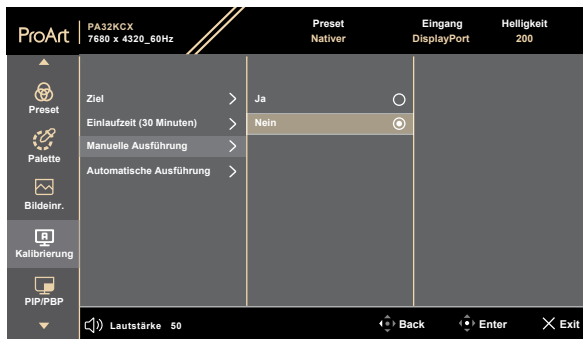 ProArt
PA32KCX
7680 x 4320_60Hz
Preset
Nativer
Eingang
DisplayPort
Helligkeit
200
Preset
Palette
Bildeinr.
Kalibrierung
PIP/PBP
Ziel
Einlaufzeit (30 Minuten)
Manuelle Ausführung
Automatische Ausführung
Ja
Nein
Lautstärke 50
Back
Enter
Exit